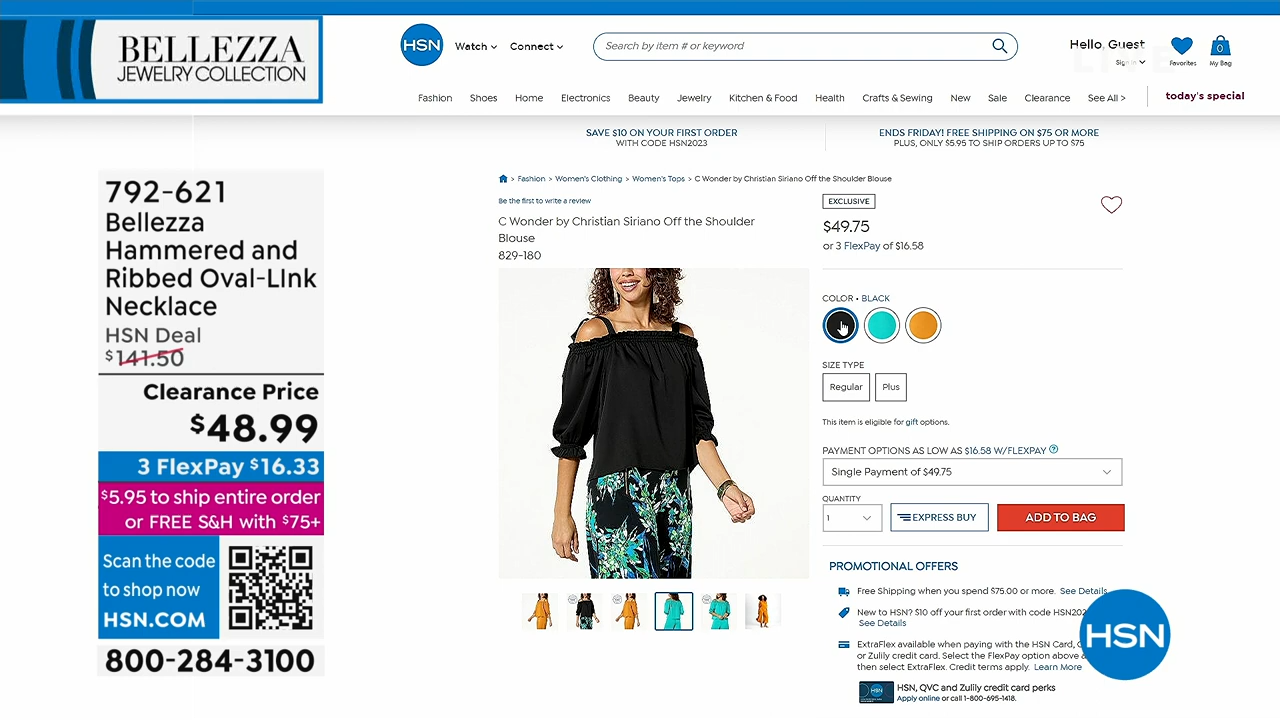 BELLEZZA
JEWELRY COLLECTION
792-621
Bellezza
Hammered and
Ribbed Oval-LInk
Necklace
HSN Deal
$141.50
Clearance Price
$48.99
3 FlexPay $16.33
$5.95 to ship entire order
or FREE S&H with $75+
Scan the code
to shop now
HSN.COM
800-284-3100
HSN
Watch
Connect
Search by item # or keyword
Hello, Guest
Sign In
Favorites
0
My Bag
Fashion Shoes Home Electronics Beauty Jewelry Kitchen & Food Health Crafts & Sewing New Sale Clearance See All >
today's special
SAVE $10 ON YOUR FIRST ORDER
WITH CODE HSN2023
ENDS FRIDAY! FREE SHIPPING ON $75 OR MORE
PLUS, ONLY $5.95 TO SHIP ORDERS UP TO $75
> Fashion > Women's Clothing > Women's Tops > C Wonder by Christian Siriano Off the Shoulder Blouse
Be the first to write a review
C Wonder by Christian Siriano Off the Shoulder
Blouse
829-180
EXCLUSIVE
$49.75
or 3 FlexPay of $16.58
COLOR • BLACK
SIZE TYPE
Regular
Plus
This item is eligible for gift options.
PAYMENT OPTIONS AS LOW AS $16.58 W/FLEXPAY ?
Single Payment of $49.75
QUANTITY
1
EXPRESS BUY
ADD TO BAG
PROMOTIONAL OFFERS
Free Shipping when you spend $75.00 or more. See Details
New to HSN? $10 off your first order with code HSN202
See Details
ExtraFlex available when paying with the HSN Card,
or Zulily credit card. Select the FlexPay option above
then select ExtraFlex. Credit terms apply. Learn More
HSN, QVC and Zulily credit card perks
Apply online or call 1-800-695-1418.
HSN